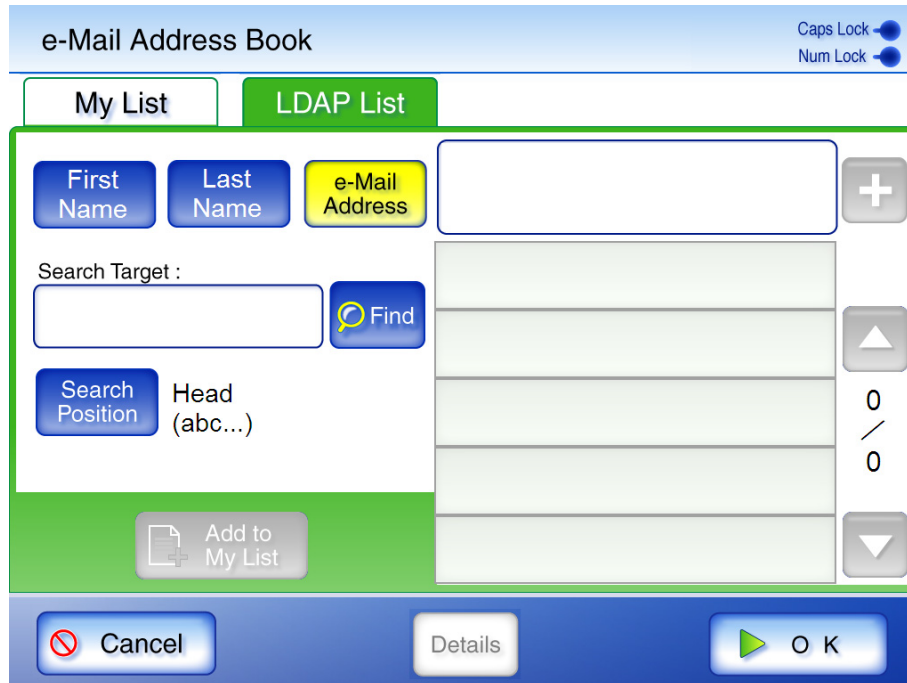 e-Mail Address Book
Caps Lock
Num Lock
My List
LDAP List
First
Name
Last
Name
e-Mail
Address
Search Target :
Find
Search
Position
Head
(abc...)
0
/
0
Add to
My List
Cancel
Details
O K